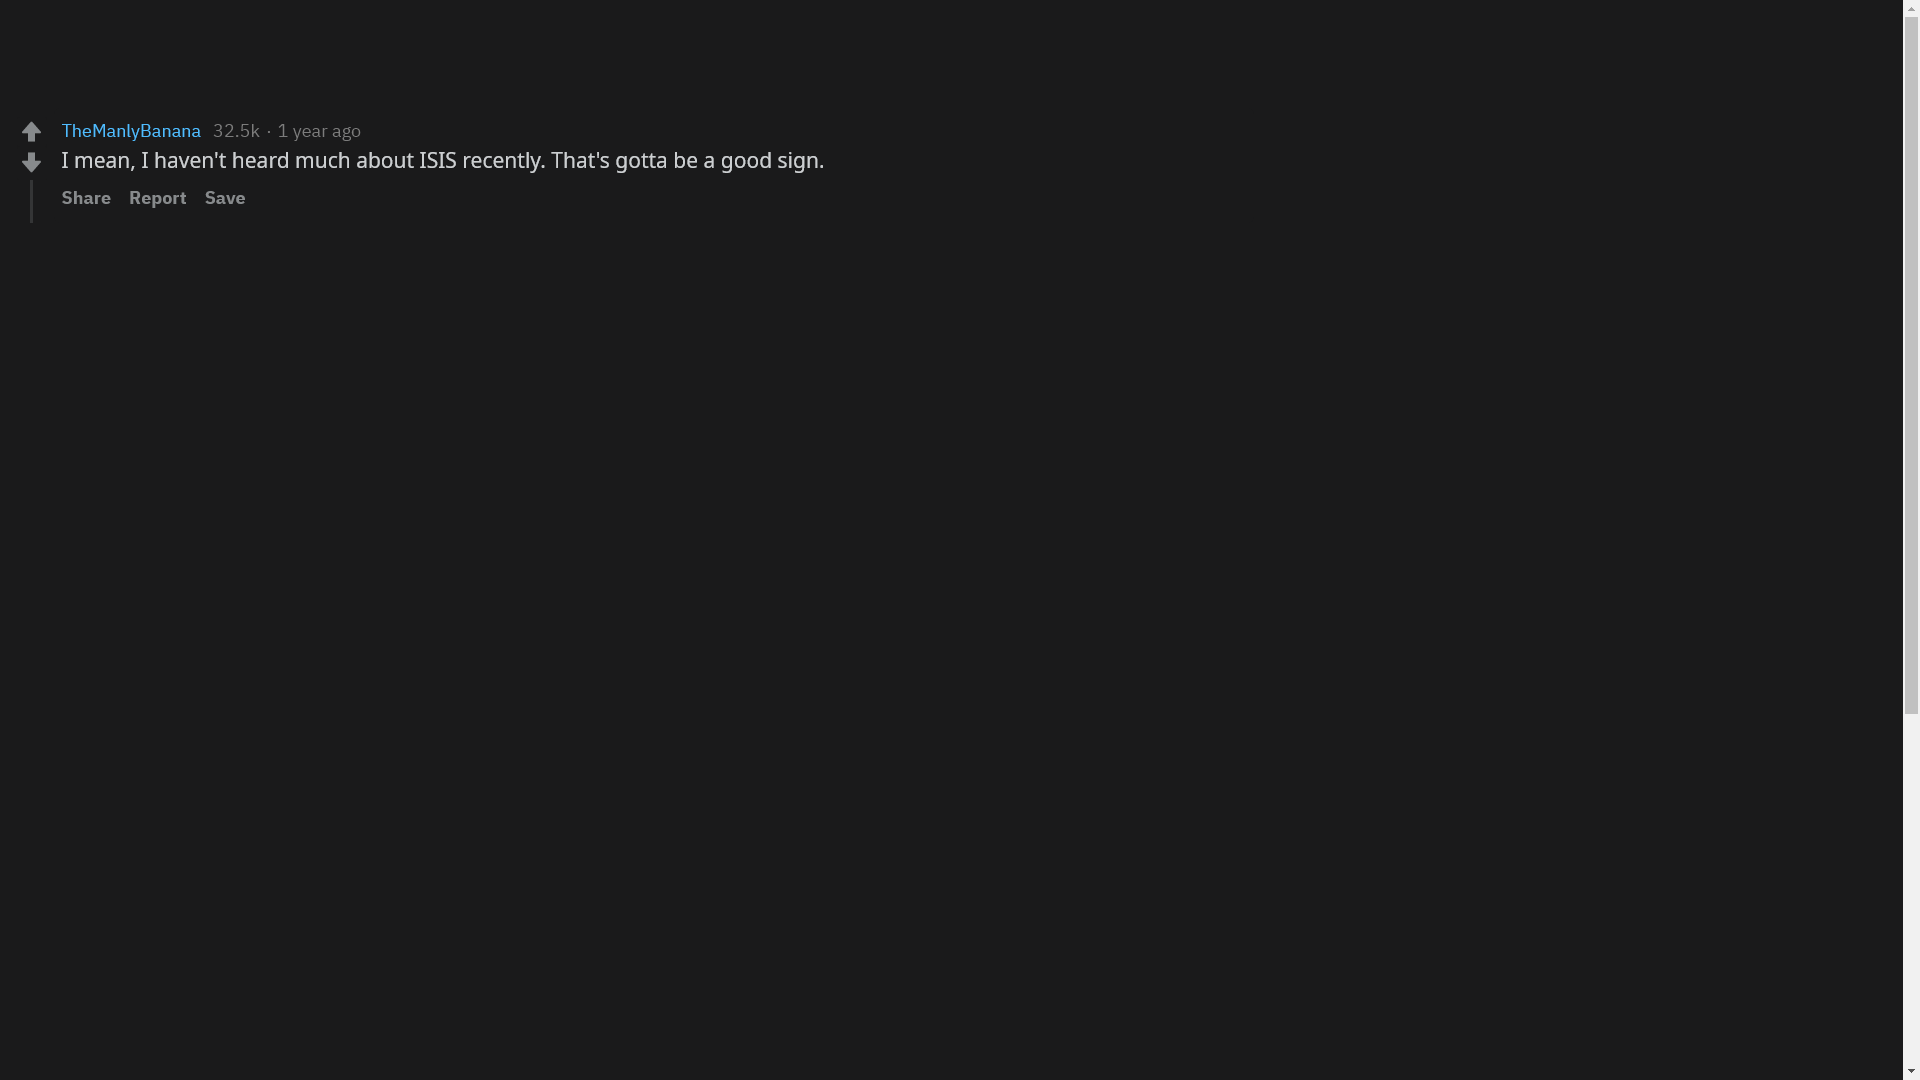 TheManlyBanana 32.5k · 1 year ago
I mean, I haven't heard much about ISIS recently. That's gotta be a good sign.
Share Report Save